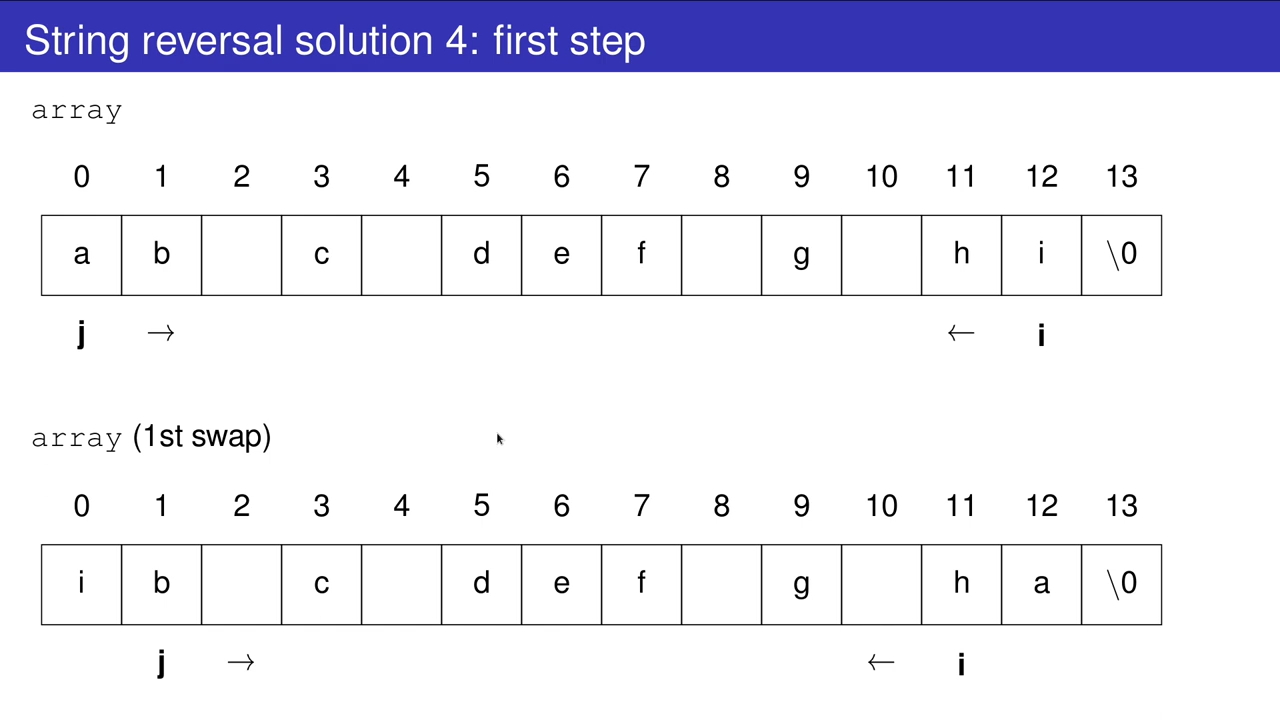 String reversal solution 4: first step
array
0 1 2 3 4 5 6 7 8 9 10 11 12 13
a b c d e f g h i \0
j → ← i
array (1st swap)
0 1 2 3 4 5 6 7 8 9 10 11 12 13
i b c d e f g h a \0
j → ← i